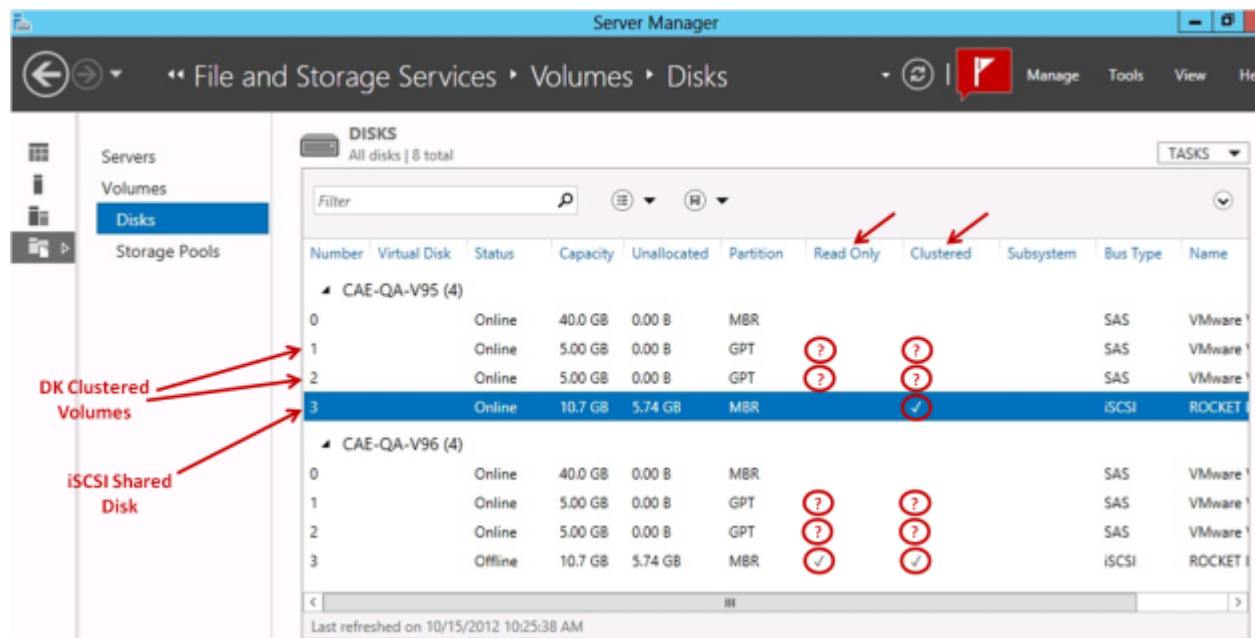 Server Manager
File and Storage Services Volumes Disks
Manage Tools View
DISKS
All disks | 8 total
TASKS
Servers
Volumes
Disks
Storage Pools
Filter
Number Virtual Disk Status Capacity Unallocated Partition Read Only Clustered Subsystem Bus Type Name
CAE-QA-V95 (4)
0 Online 40.0 GB 0.00 B MBR SAS VMware
1 Online 5.00 GB 0.00 B GPT ? ? SAS VMware
2 Online 5.00 GB 0.00 B GPT ? ? SAS VMware
3 Online 10.7 GB 5.74 GB MBR ✓ iSCSI ROCKET
CAE-QA-V96 (4)
0 Online 40.0 GB 0.00 B MBR SAS VMware
1 Online 5.00 GB 0.00 B GPT ? ? SAS VMware
2 Online 5.00 GB 0.00 B GPT ? ? SAS VMware
3 Offline 10.7 GB 5.74 GB MBR ✓ ✓ iSCSI ROCKET
Last refreshed on 10/15/2012 10:25:38 AM
DK Clustered
Volumes
iSCSI Shared
Disk